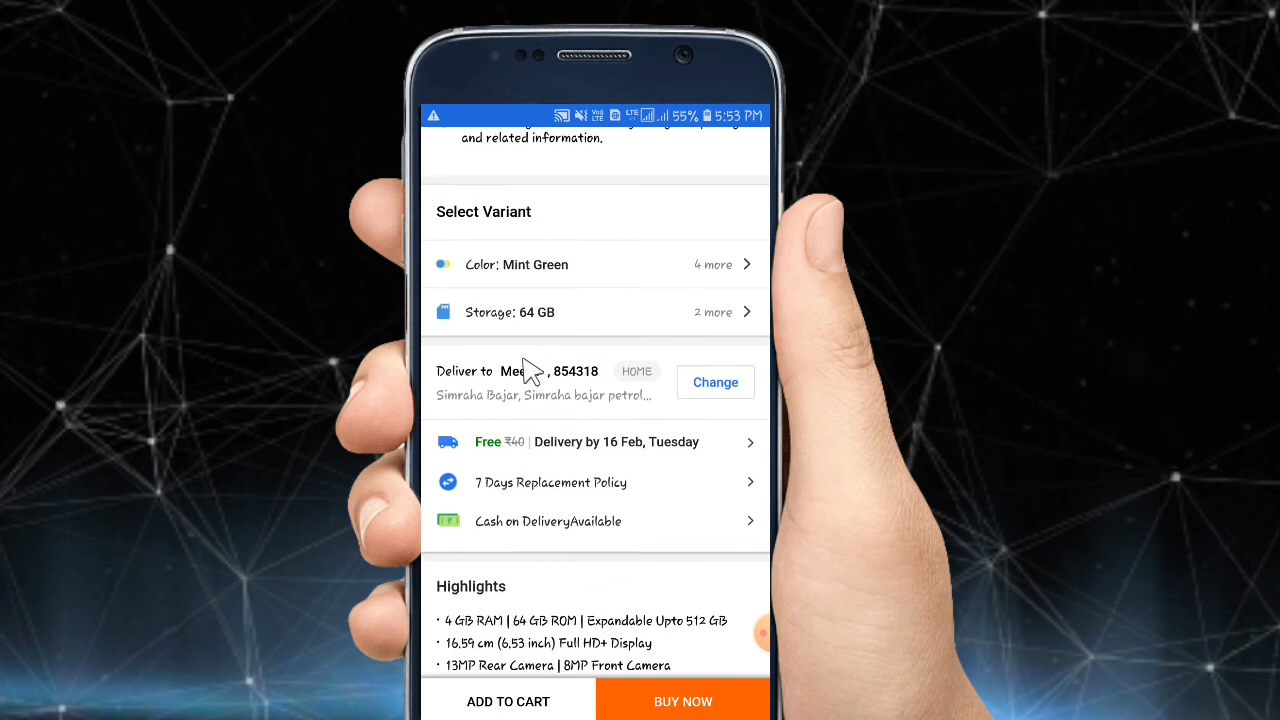 55% 5:53 PM
and related information.
Select Variant
Color: Mint Green 4 more
Storage: 64 GB 2 more
Deliver to , 854318 HOME
Change
Simraha Bajar, Simraha bajar petrol...
Free ₹40 | Delivery by 16 Feb, Tuesday
7 Days Replacement Policy
Cash on DeliveryAvailable
Highlights
· 4 GB RAM | 64 GB ROM | Expandable Upto 512 GB
· 16.59 cm (6.53 inch) Full HD+ Display
· 13MP Rear Camera | 8MP Front Camera
ADD TO CART BUY NOW